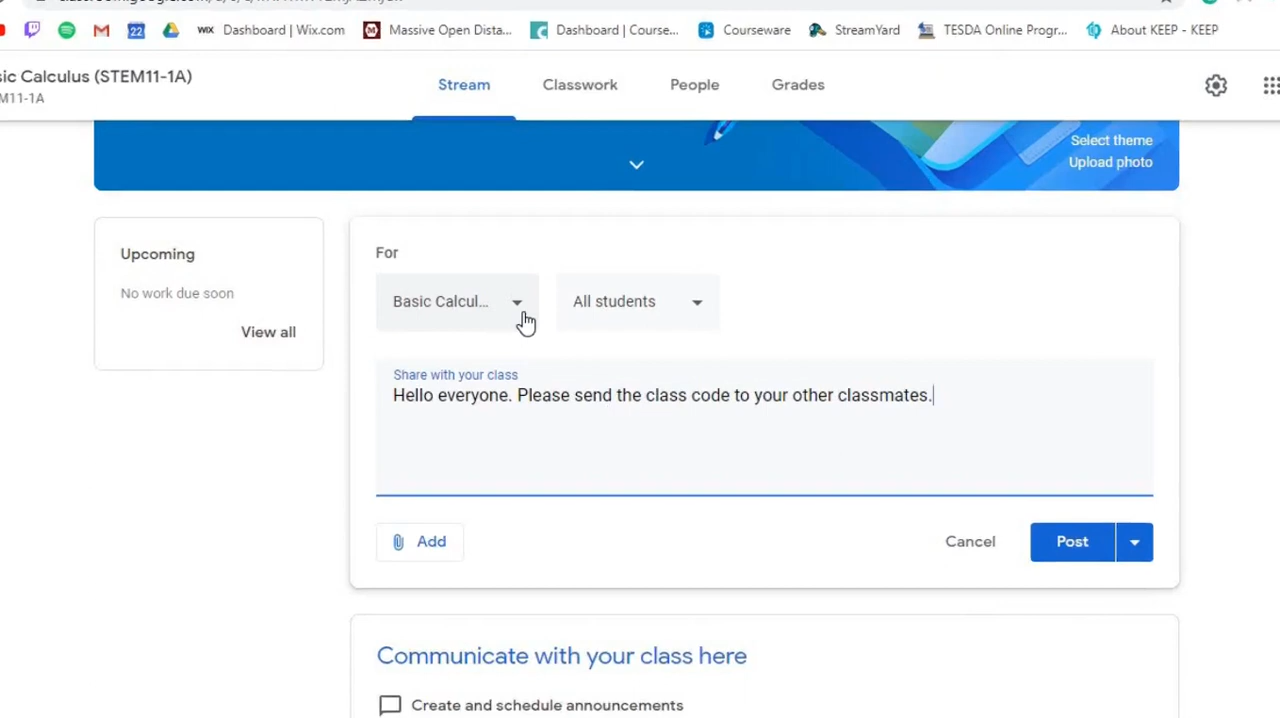 22
WIX Dashboard | Wix.com
Massive Open Dista...
Dashboard | Course...
Courseware
StreamYard
TESDA Online Progr...
About KEEP - KEEP
sic Calculus (STEM11-1A)
M11-1A
Stream
Classwork
People
Grades
Select theme
Upload photo
Upcoming
No work due soon
View all
For
Basic Calcul...
All students
Share with your class
Hello everyone. Please send the class code to your other classmates.
Add
Cancel
Post
Communicate with your class here
Create and schedule announcements